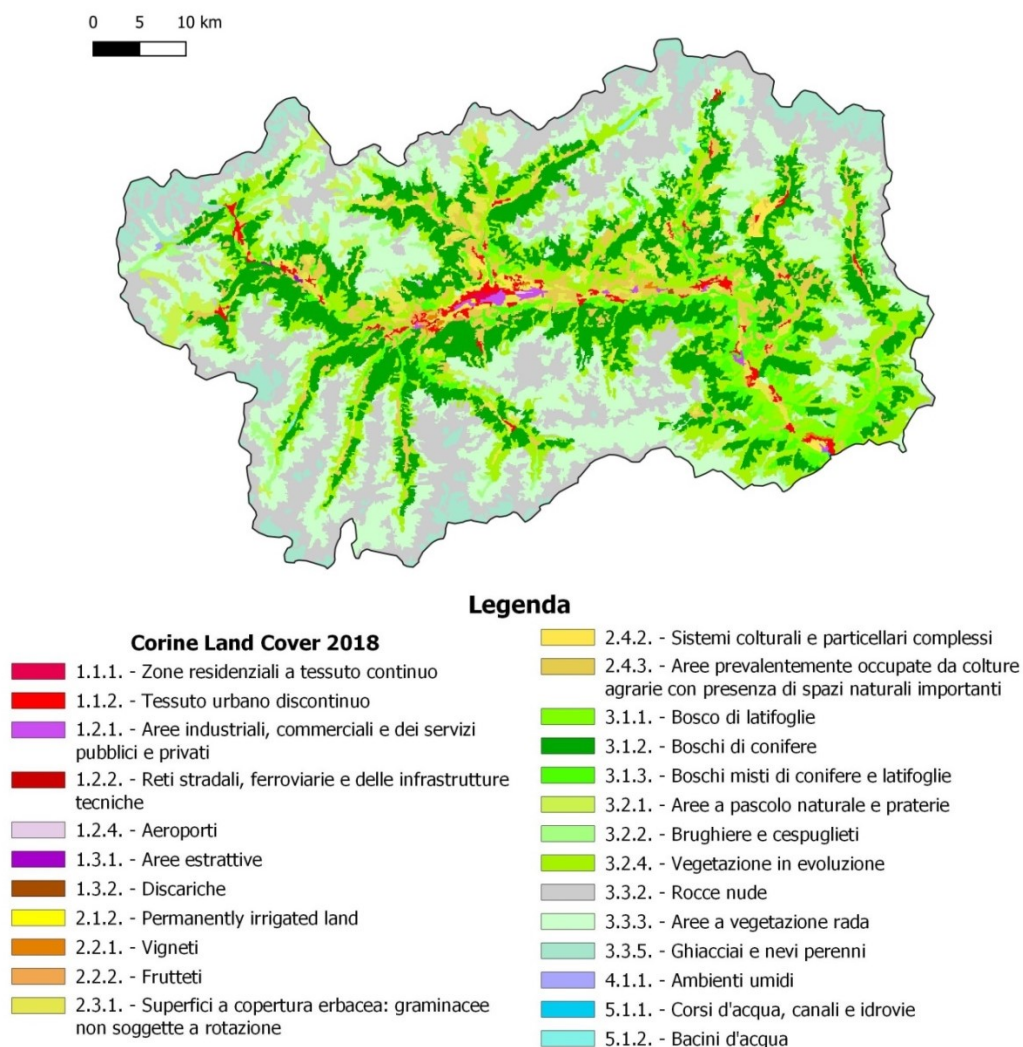 0 5 10 km
Legenda
Corine Land Cover 2018
1.1.1. - Zone residenziali a tessuto continuo
1.1.2. - Tessuto urbano discontinuo
1.2.1. - Aree industriali, commerciali e dei servizi
pubblici e privati
1.2.2. - Reti stradali, ferroviarie e delle infrastrutture
tecniche
1.2.4. - Aeroporti
1.3.1. - Aree estrattive
1.3.2. - Discariche
2.1.2. - Permanently irrigated land
2.2.1. - Vigneti
2.2.2. - Frutteti
2.3.1. - Superfici a copertura erbacea: graminacee
non soggette a rotazione
2.4.2. - Sistemi colturali e particellari complessi
2.4.3. - Aree prevalentemente occupate da colture
agrarie con presenza di spazi naturali importanti
3.1.1. - Bosco di latifoglie
3.1.2. - Boschi di conifere
3.1.3. - Boschi misti di conifere e latifoglie
3.2.1. - Aree a pascolo naturale e praterie
3.2.2. - Brughiere e cespuglieti
3.2.4. - Vegetazione in evoluzione
3.3.2. - Rocce nude
3.3.3. - Aree a vegetazione rada
3.3.5. - Ghiacciai e nevi perenni
4.1.1. - Ambienti umidi
5.1.1. - Corsi d'acqua, canali e idrovie
5.1.2. - Bacini d'acqua